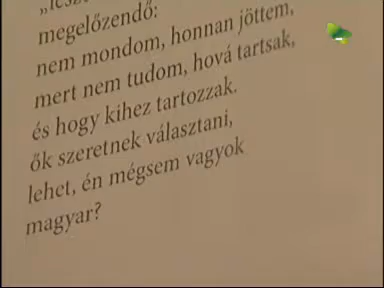 megelőzendő:
nem mondom, honnan jöttem,
mert nem tudom, hová tartsak,
és hogy kihez tartozzak.
ők szeretnek választani,
lehet, én mégsem vagyok
magyar?